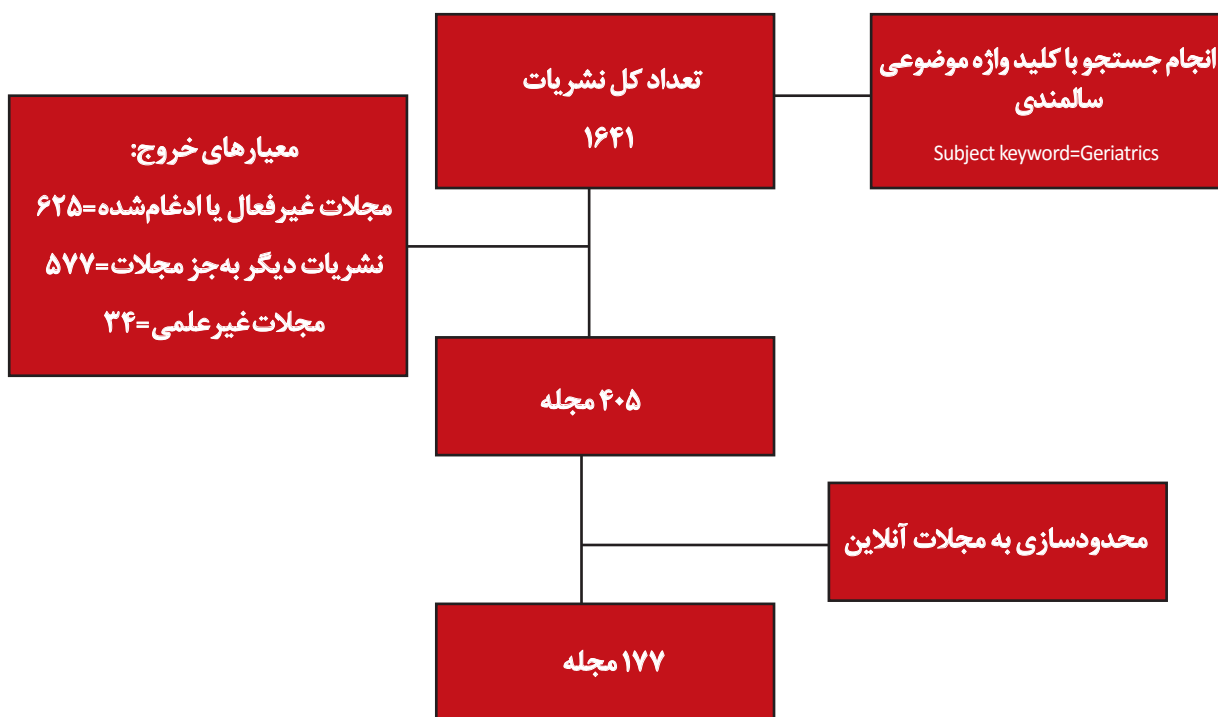 انجام جستجو با کلید واژه موضوعی
سالمندی
Subject keyword=Geriatrics
تعداد کل نشریات
۱۶۴۱
معیارهای خروج:
مجلات غیرفعال یا ادغام‌شده=۶۲۵
نشریات دیگر به‌جز مجلات=۵۷۷
مجلات غیرعلمی=۳۴
۴۰۵ مجله
محدودسازی به مجلات آنلاین
۱۷۷ مجله